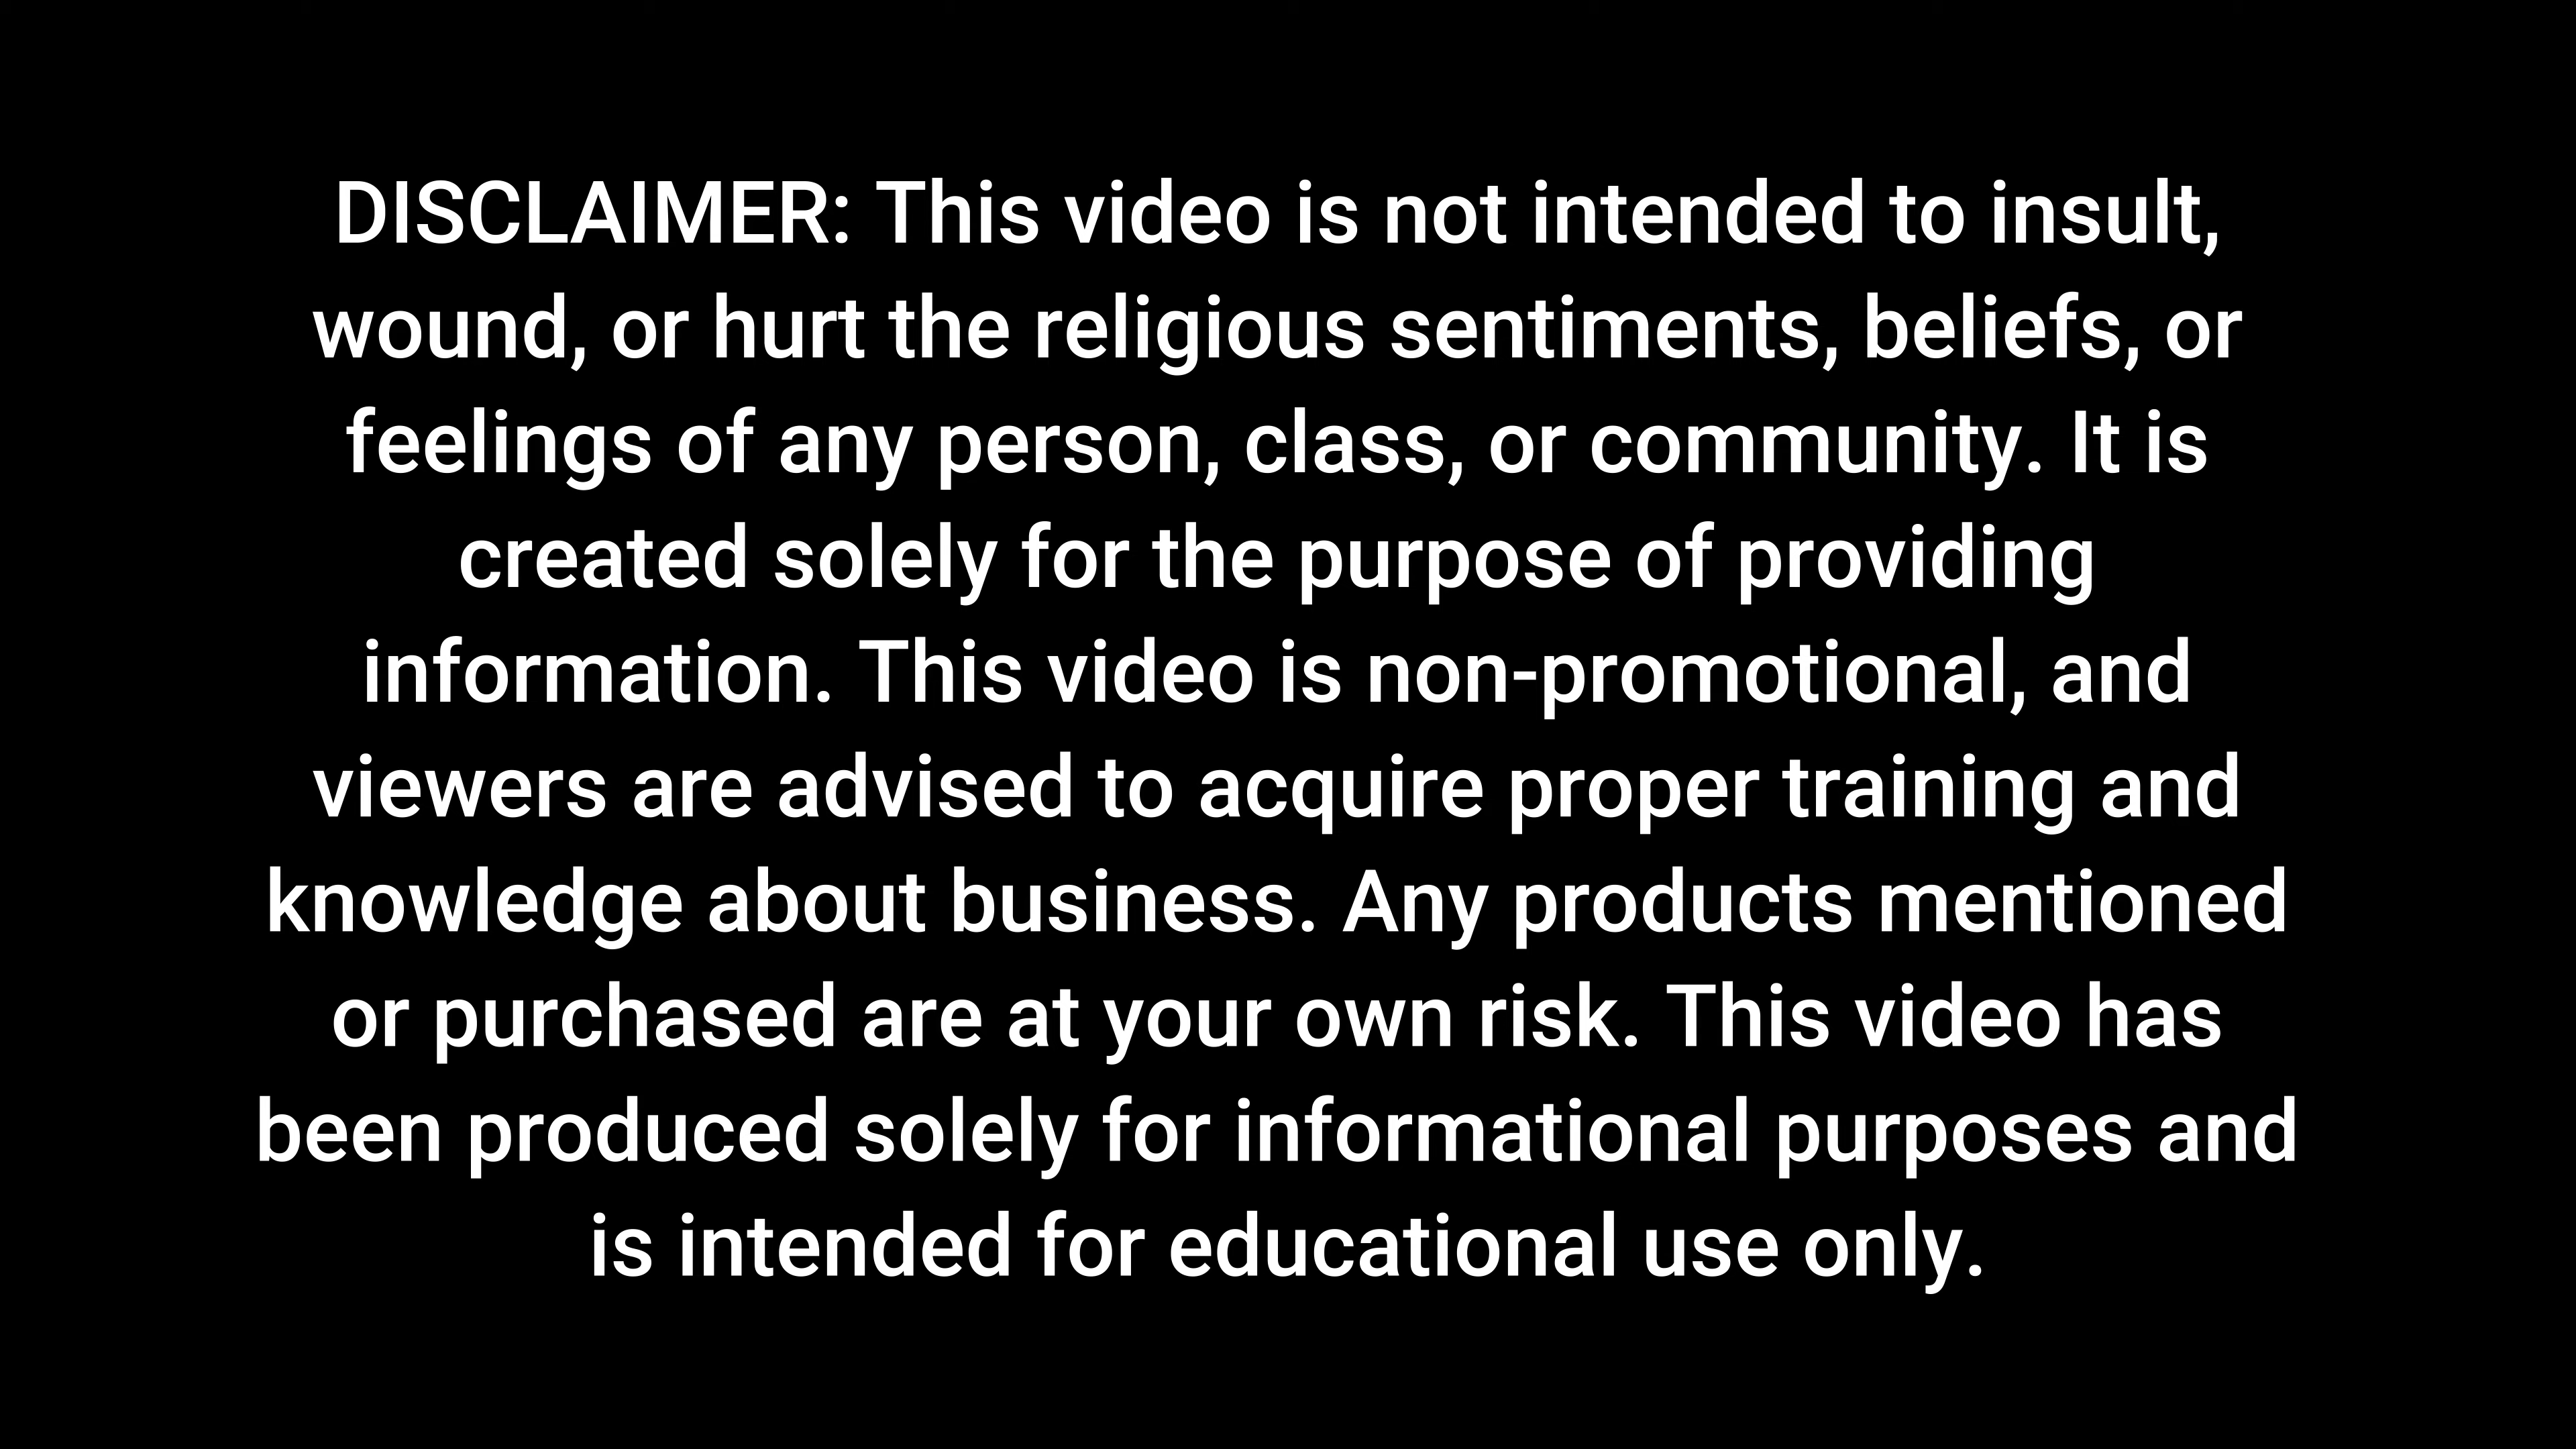 DISCLAIMER: This video is not intended to insult,
wound, or hurt the religious sentiments, beliefs, or
feelings of any person, class, or community. It is
created solely for the purpose of providing
information. This video is non-promotional, and
viewers are advised to acquire proper training and
knowledge about business. Any products mentioned
or purchased are at your own risk. This video has
been produced solely for informational purposes and
is intended for educational use only.